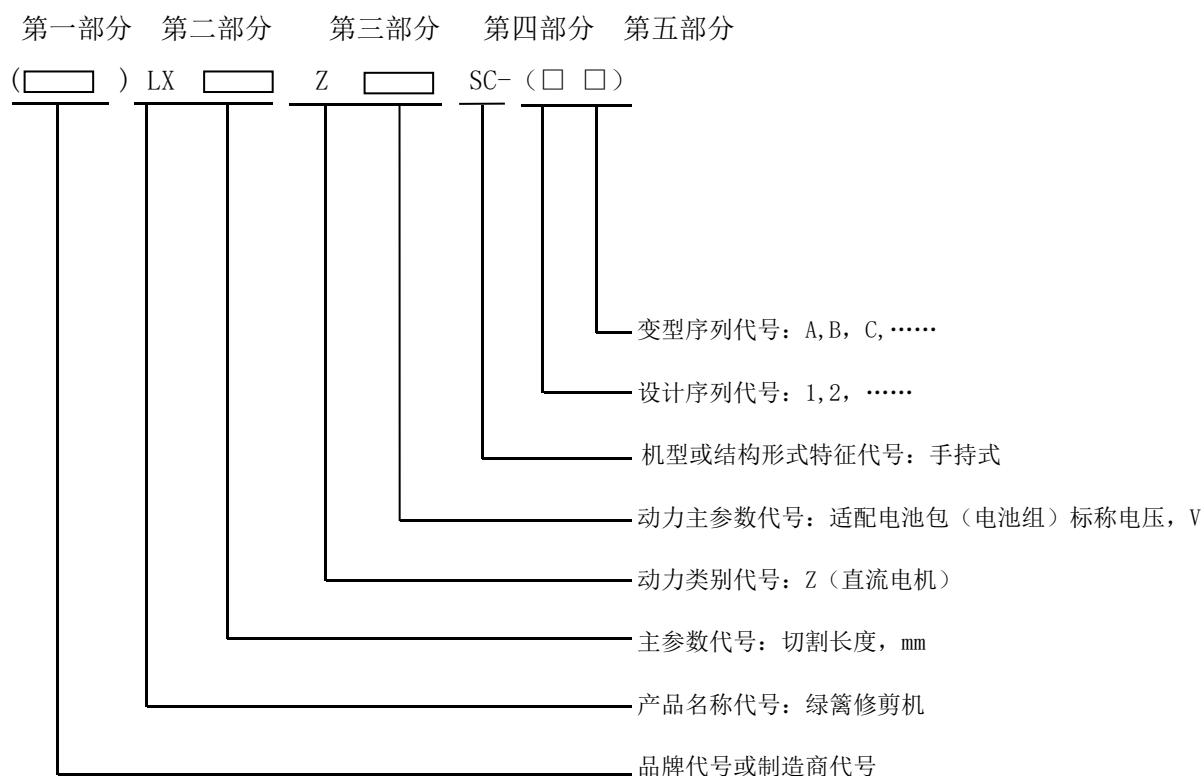 第一部分 第二部分 第三部分 第四部分 第五部分
( ) LX Z SC-(□ □)
变型序列代号：A,B，C,……
设计序列代号：1,2，……
机型或结构形式特征代号：手持式
动力主参数代号：适配电池包（电池组）标称电压，V
动力类别代号：Z（直流电机）
主参数代号：切割长度，mm
产品名称代号：绿篱修剪机
品牌代号或制造商代号